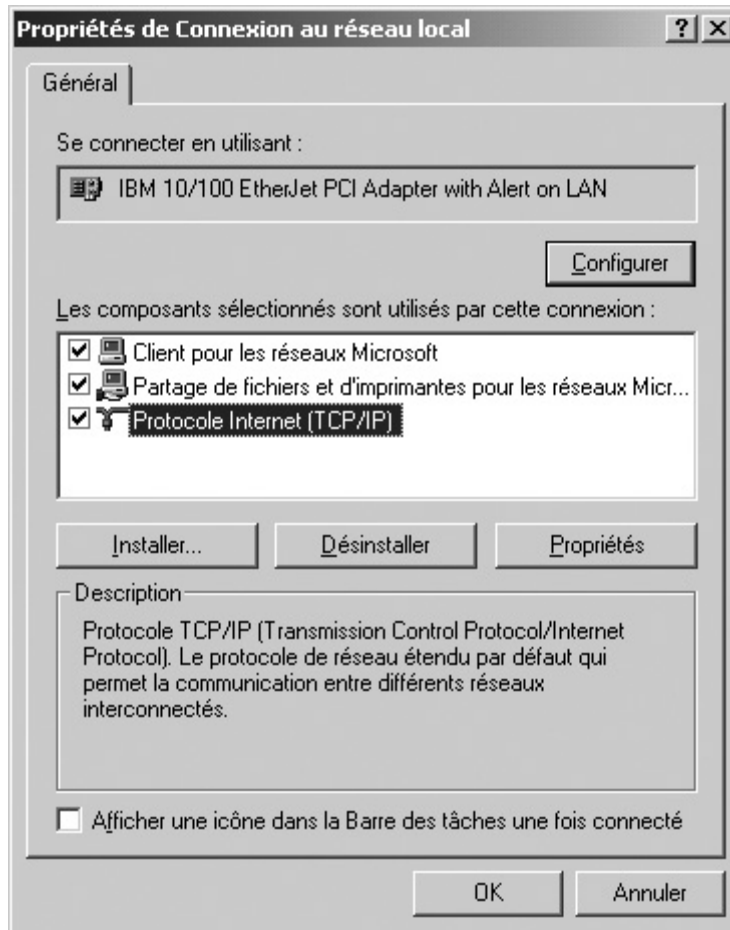 Propriétés de Connexion au réseau local
Général
Se connecter en utilisant :
IBM 10/100 EtherJet PCI Adapter with Alert on LAN
Configurer
Les composants sélectionnés sont utilisés par cette connexion :
Client pour les réseaux Microsoft
Partage de fichiers et d'imprimantes pour les réseaux Micr...
Protocole Internet (TCP/IP)
Installer...
Désinstaller
Propriétés
Description
Protocole TCP/IP (Transmission Control Protocol/Internet
Protocol). Le protocole de réseau étendu par défaut qui
permet la communication entre différents réseaux
interconnectés.
Afficher une icône dans la Barre des tâches une fois connecté
OK
Annuler